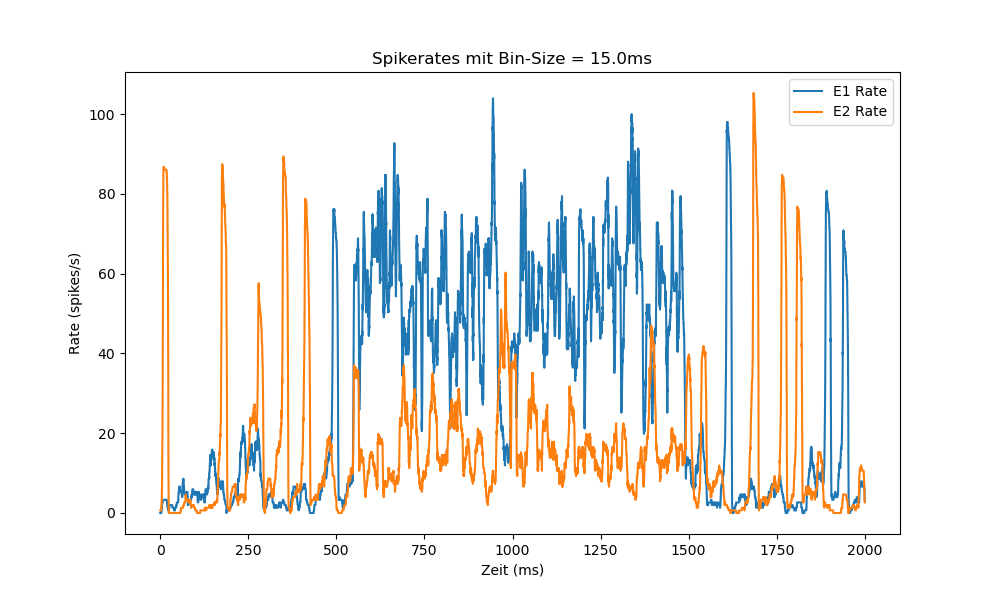 Spikerates mit Bin-Size = 15.0ms
E1 Rate
E2 Rate
100
80
60
40
20
0
Rate (spikes/s)
0 250 500 750 1000 1250 1500 1750 2000
Zeit (ms)